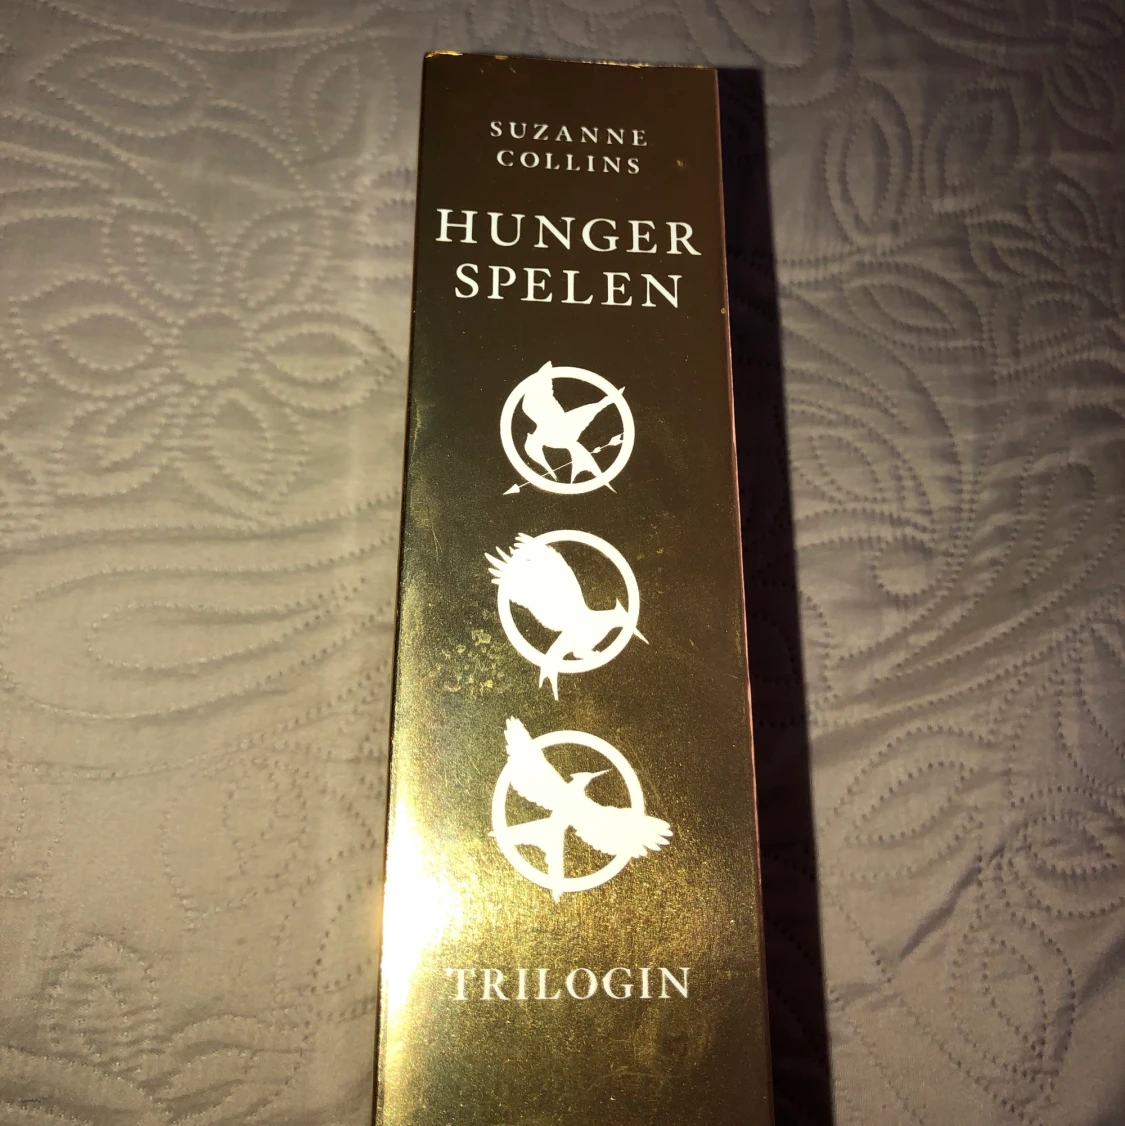 SUZANNE
COLLINS
HUNGER
SPELEN
TRILOGIN